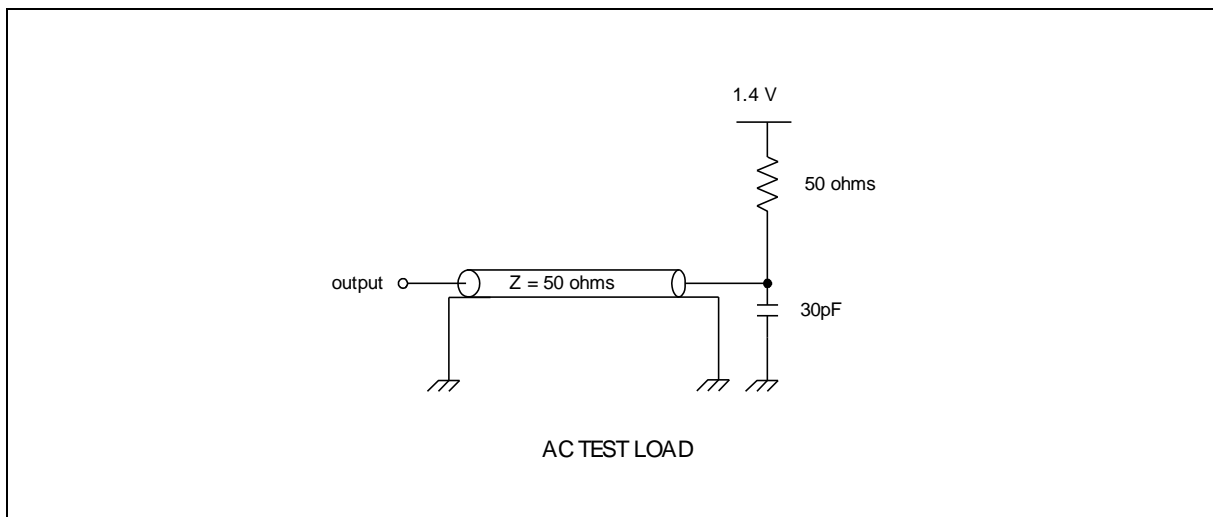 1.4 V
50 ohms
output
Z = 50 ohms
30pF
AC TEST LOAD